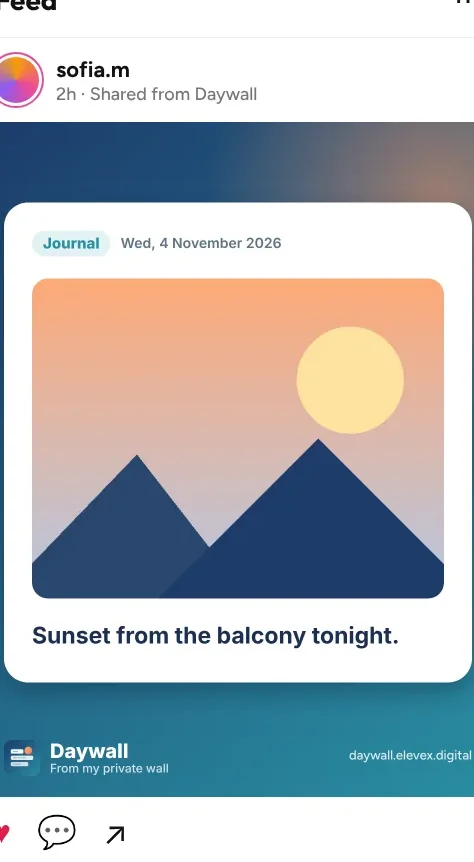 Feed
sofia.m
2h · Shared from Daywall
Journal Wed, 4 November 2026
Sunset from the balcony tonight.
Daywall
From my private wall
daywall.elevex.digital